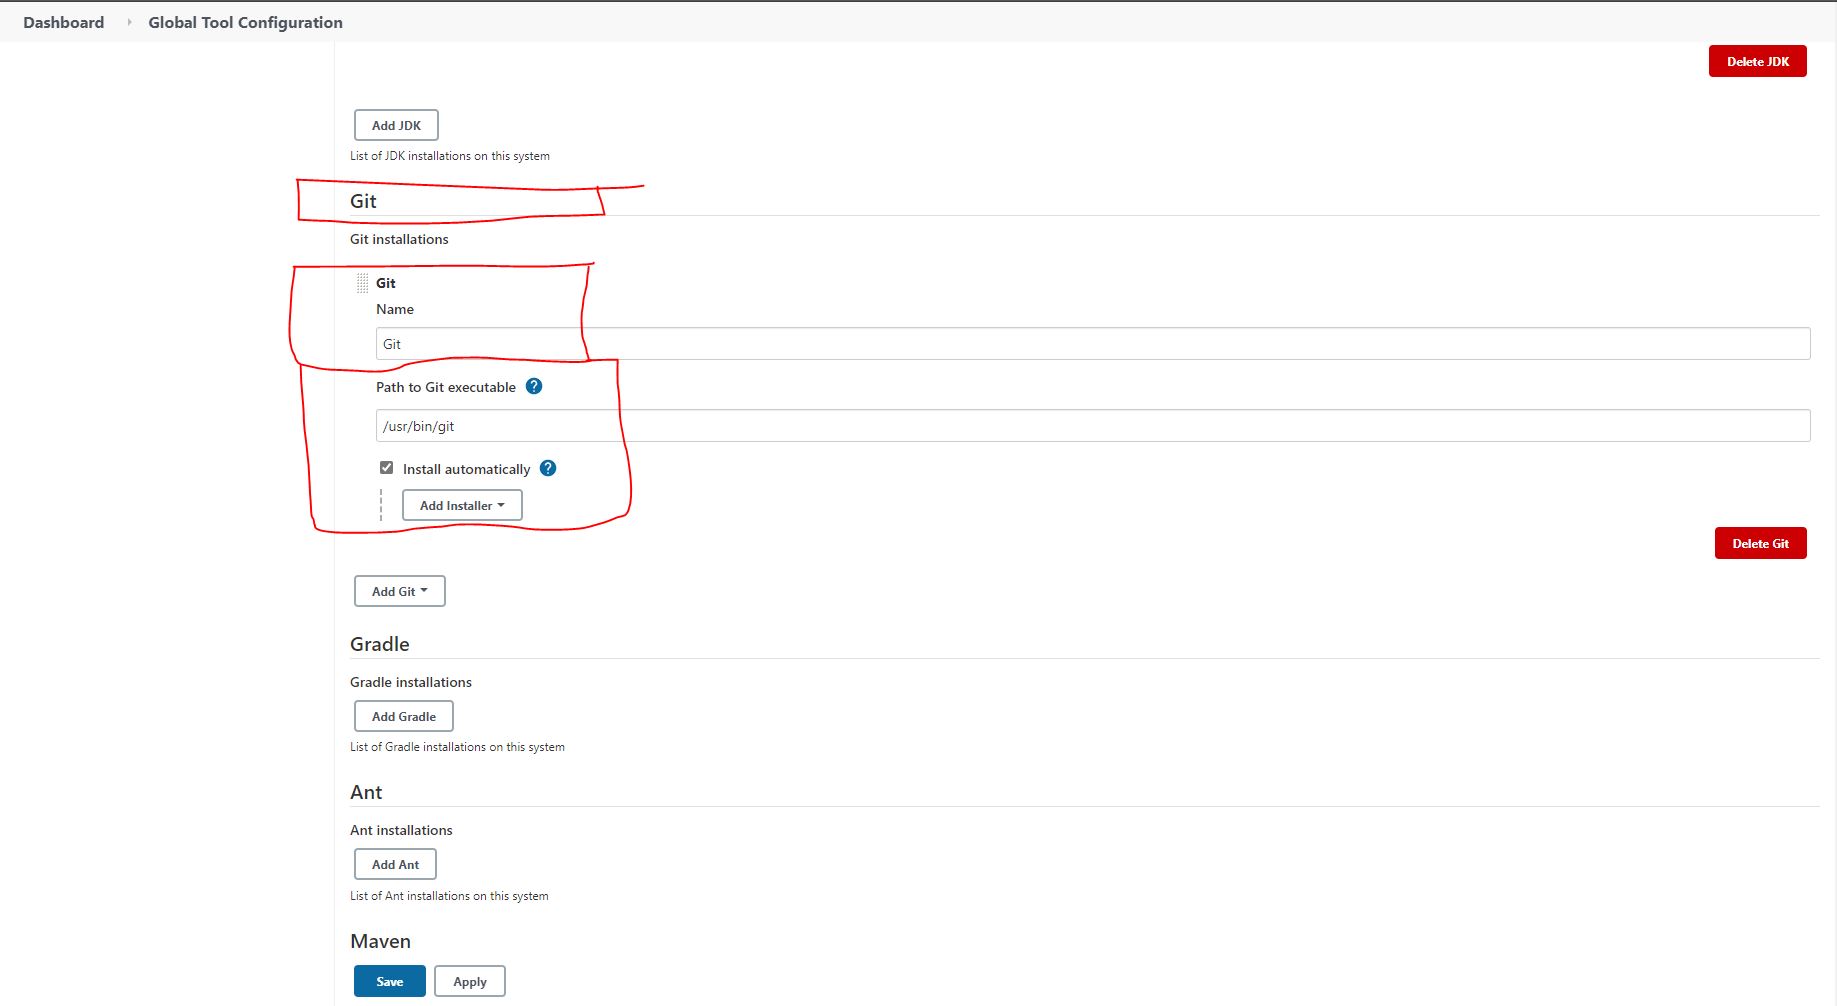 Dashboard Global Tool Configuration
Delete JDK
Add JDK
List of JDK installations on this system
Git
Git installations
Git
Name
Git
Path to Git executable ?
/usr/bin/git
Install automatically ?
Add Installer
Delete Git
Add Git
Gradle
Gradle installations
Add Gradle
List of Gradle installations on this system
Ant
Ant installations
Add Ant
List of Ant installations on this system
Maven
Save Apply